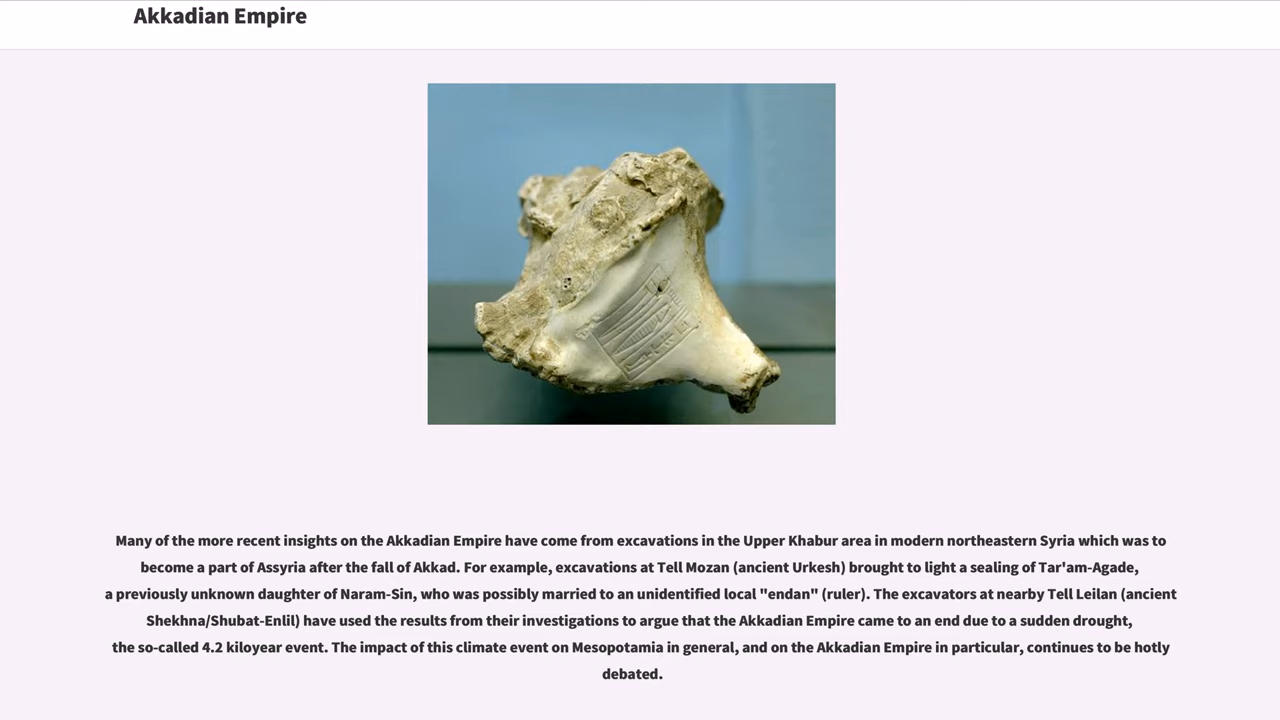 Akkadian Empire
Many of the more recent insights on the Akkadian Empire have come from excavations in the Upper Khabur area in modern northeastern Syria which was to
become a part of Assyria after the fall of Akkad. For example, excavations at Tell Mozan (ancient Urkesh) brought to light a sealing of Tar'am-Agade,
a previously unknown daughter of Naram-Sin, who was possibly married to an unidentified local "endan" (ruler). The excavators at nearby Tell Leilan (ancient
Shekhna/Shubat-Enlil) have used the results from their investigations to argue that the Akkadian Empire came to an end due to a sudden drought,
the so-called 4.2 kiloyear event. The impact of this climate event on Mesopotamia in general, and on the Akkadian Empire in particular, continues to be hotly
debated.